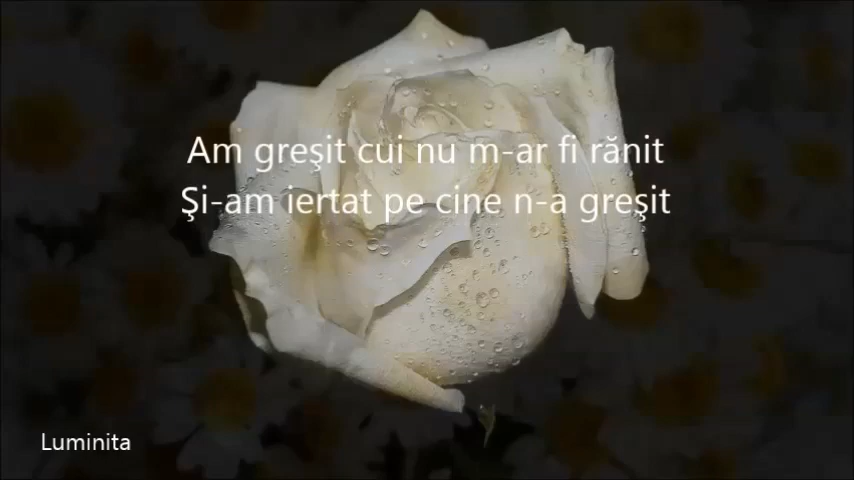 Am greşit cui nu m-ar fi rănit
Şi-am iertat pe cine n-a greşit
Luminita